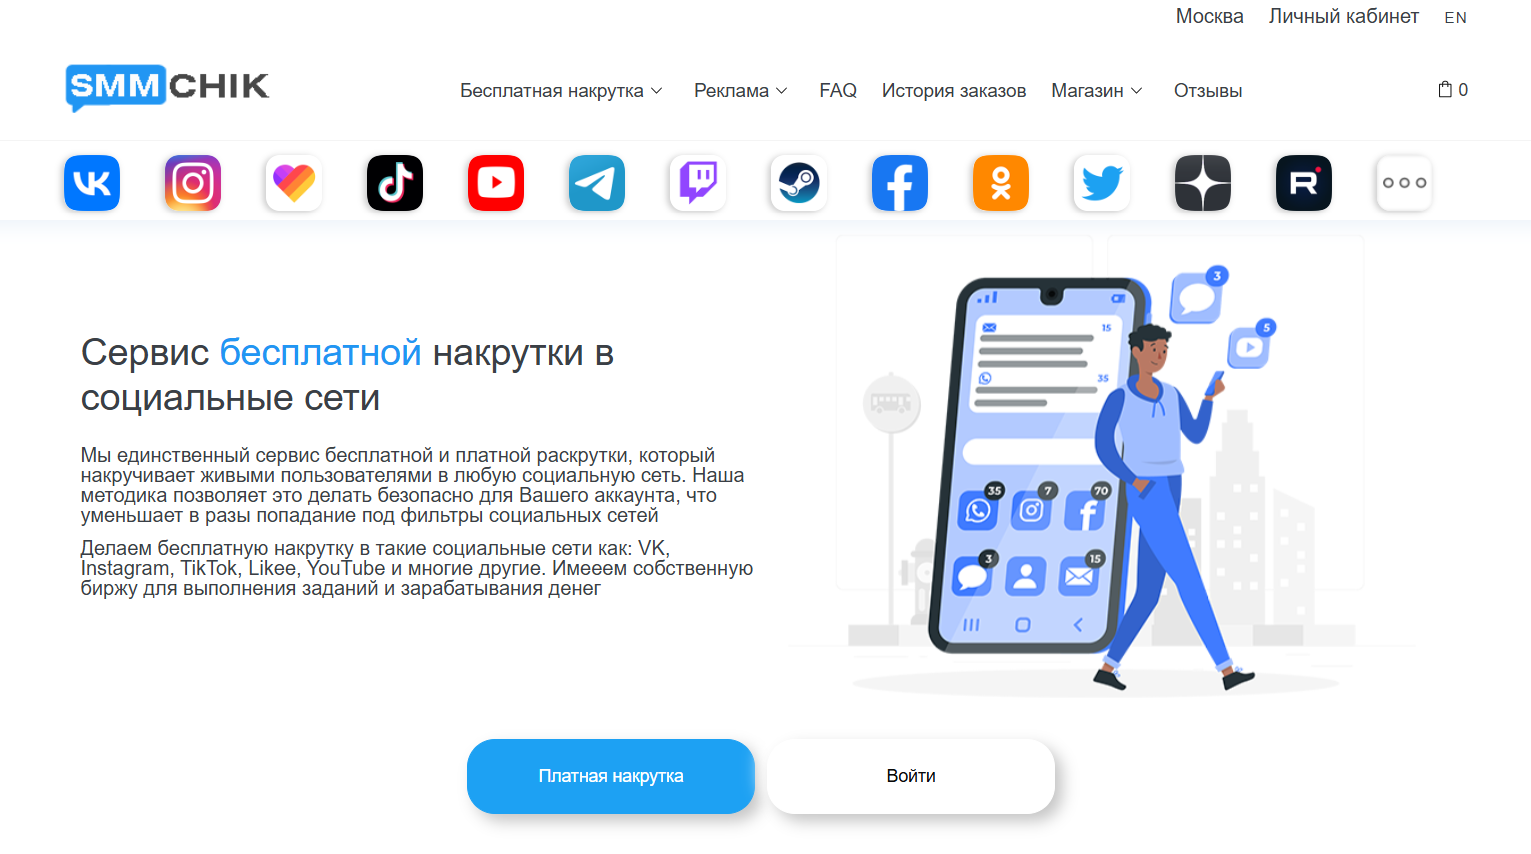 Москва Личный кабинет EN
SMMCHIK
Бесплатная накрутка Реклама FAQ История заказов Магазин Отзывы 0
Сервис бесплатной накрутки в
социальные сети
Мы единственный сервис бесплатной и платной раскрутки, который
накручивает живыми пользователями в любую социальную сеть. Наша
методика позволяет это делать безопасно для Вашего аккаунта, что
уменьшает в разы попадание под фильтры социальных сетей
Делаем бесплатную накрутку в такие социальные сети как: VK,
Instagram, TikTok, Likee, YouTube и многие другие. Имееем собственную
биржу для выполнения заданий и зарабатывания денег
3
5
15
35
35 7 70
3 15
Платная накрутка Войти